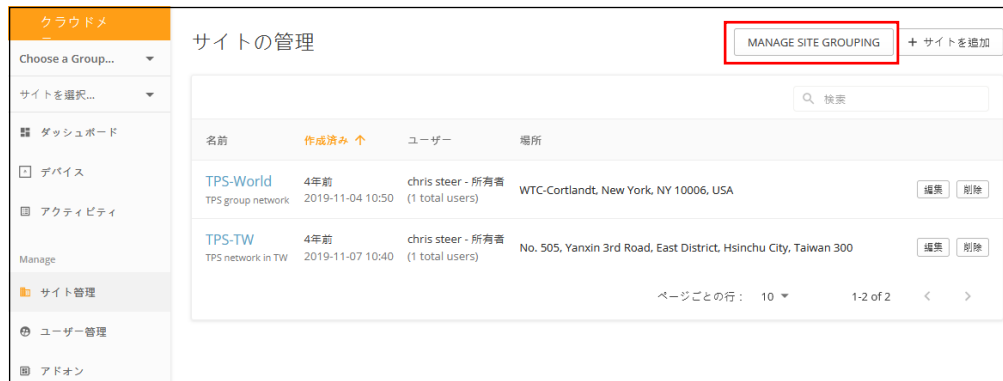 クラウドメ
Choose a Group...
サイトを選択...
ダッシュボード
デバイス
アクティビティ
Manage
サイト管理
ユーザー管理
アドオン
サイトの管理
MANAGE SITE GROUPING
+ サイトを追加
検索
名前 作成済み ↑ ユーザー 場所
TPS-World 4年前 chris steer - 所有者 WTC-Cortlandt, New York, NY 10006, USA 編集 削除
TPS group network 2019-11-04 10:50 (1 total users)
TPS-TW 4年前 chris steer - 所有者 No. 505, Yanxin 3rd Road, East District, Hsinchu City, Taiwan 300 編集 削除
TPS network in TW 2019-11-07 10:40 (1 total users)
ページごとの行： 10 1-2 of 2 < >